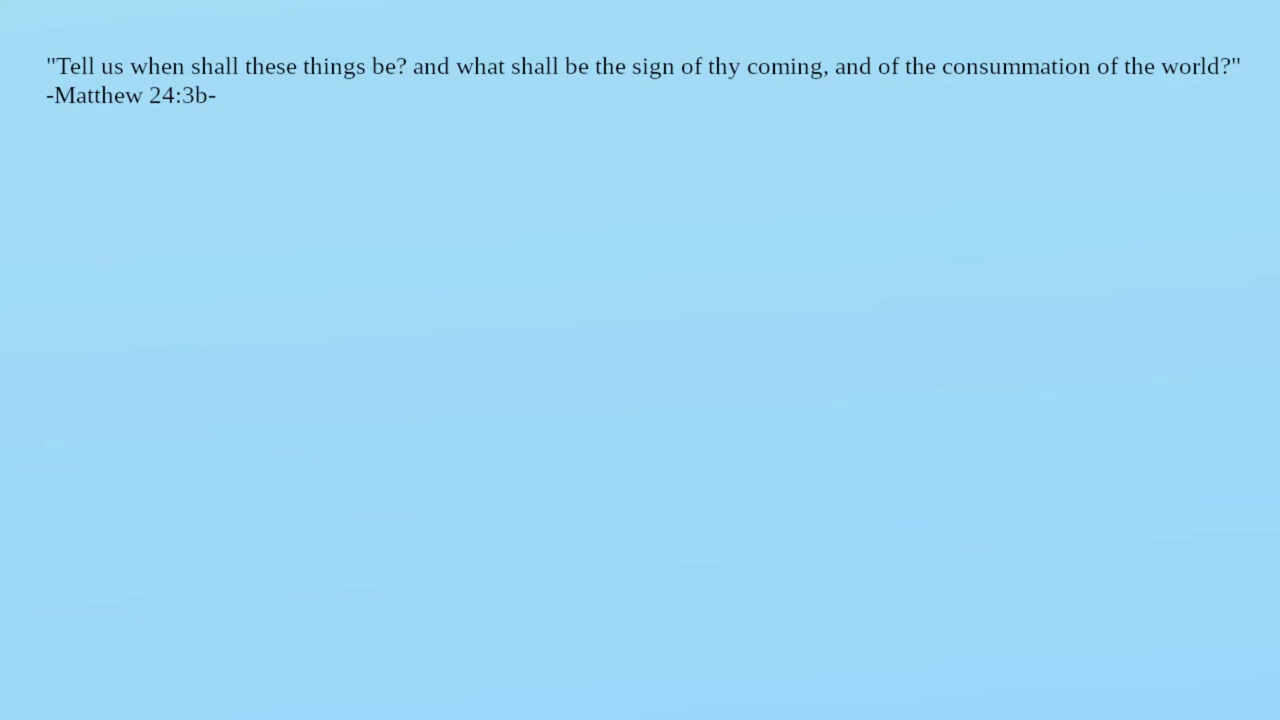 "Tell us when shall these things be? and what shall be the sign of thy coming, and of the consummation of the world?"
-Matthew 24:3b-